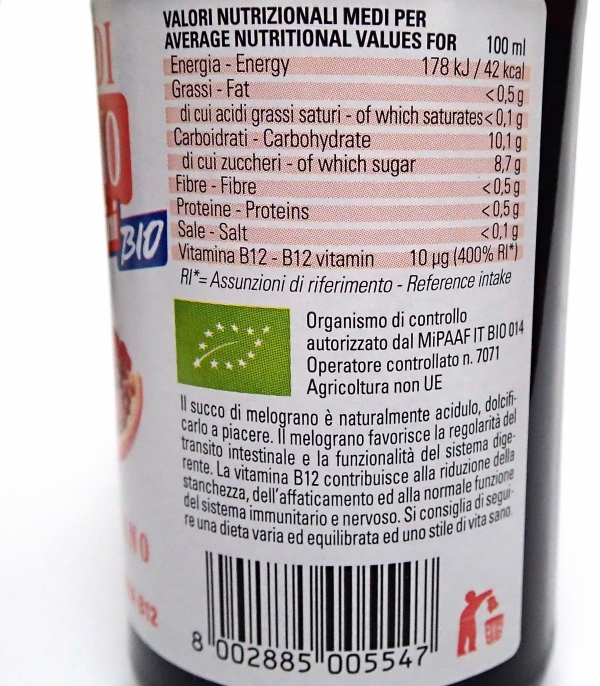 DI
O
BIO
NO
B12
VALORI NUTRIZIONALI MEDI PER
AVERAGE NUTRITIONAL VALUES FOR 100 ml
Energia - Energy 178 kJ / 42 kcal
Grassi - Fat <0,5 g
di cui acidi grassi saturi - of which saturates <0,1 g
Carboidrati - Carbohydrate 10,1 g
di cui zuccheri - of which sugar 8,7 g
Fibre - Fibre <0,5 g
Proteine - Proteins <0,5 g
Sale - Salt <0,1 g
Vitamina B12 - B12 vitamin 10 µg (400% RI*)
RI*= Assunzioni di riferimento - Reference intake
Organismo di controllo
autorizzato dal MiPAAF IT BIO 014
Operatore controllato n. 7071
Agricoltura non UE
Il succo di melograno è naturalmente acidulo, dolcifi-
carlo a piacere. Il melograno favorisce la regolarità del
transito intestinale e la funzionalità del sistema dige-
rente. La vitamina B12 contribuisce alla riduzione della
stanchezza, dell'affaticamento ed alla normale funzione
del sistema immunitario e nervoso. Si consiglia di segui-
re una dieta varia ed equilibrata ed uno stile di vita sano.
8 002885 005547